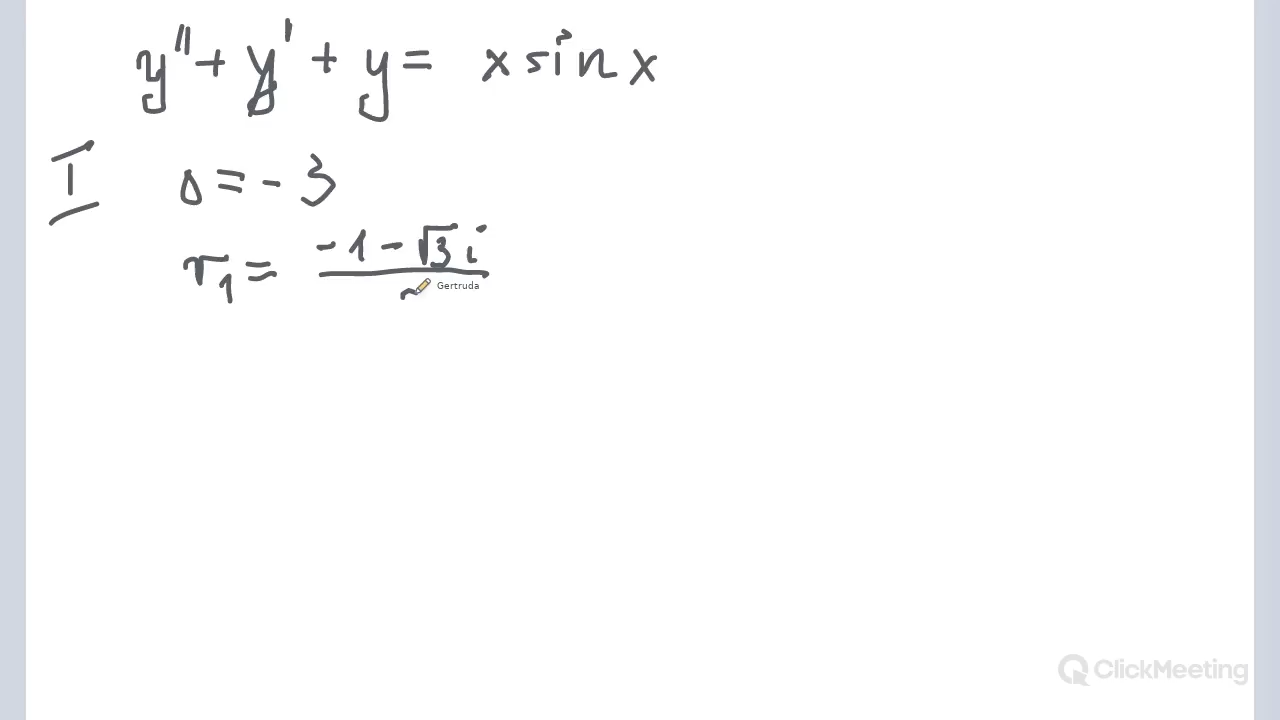 y'' + y' + y = x sin x
I Δ = - 3
r₁ = (-1 - √3 i) /
Gertruda
ClickMeeting